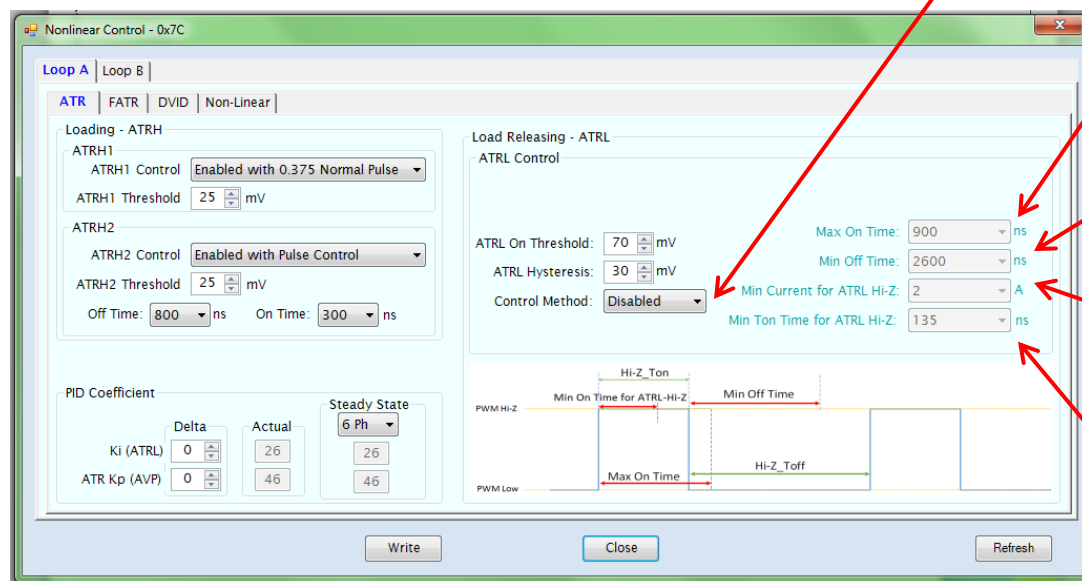 Nonlinear Control - 0x7C
Loop A Loop B
ATR FATR DVID Non-Linear
Loading - ATRH
ATRH1
ATRH1 Control Enabled with 0.375 Normal Pulse
ATRH1 Threshold 25 mV
ATRH2
ATRH2 Control Enabled with Pulse Control
ATRH2 Threshold 25 mV
Off Time: 800 ns On Time: 300 ns
PID Coefficient
Delta Actual Steady State
6 Ph
Ki (ATRL) 0 26 26
ATR Kp (AVP) 0 46 46
Load Releasing - ATRL
ATRL Control
ATRL On Threshold: 70 mV
ATRL Hysteresis: 30 mV
Control Method: Disabled
Max On Time: 900 ns
Min Off Time: 2600 ns
Min Current for ATRL Hi-Z: 2 A
Min Ton Time for ATRL Hi-Z: 135 ns
Hi-Z_Ton
Min On Time for ATRL-Hi-Z Min Off Time
PWM Hi-Z
Hi-Z_Toff
Max On Time
PWM Low
Write Close Refresh